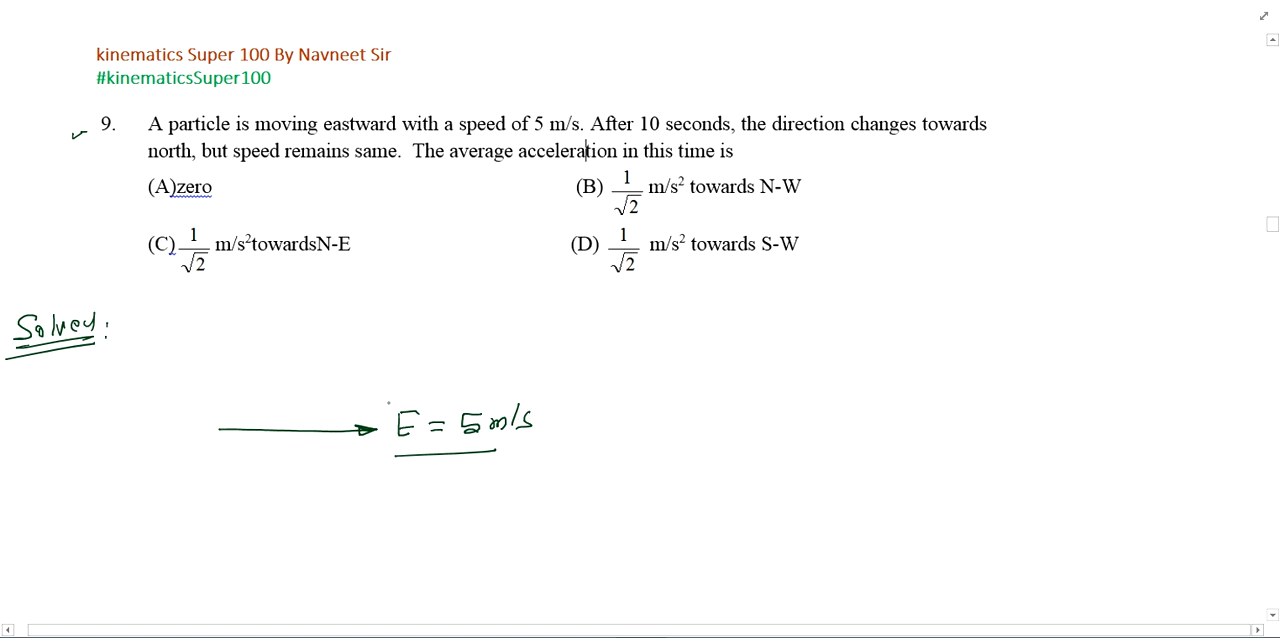 kinematics Super 100 By Navneet Sir
#kinematicsSuper100
9. A particle is moving eastward with a speed of 5 m/s. After 10 seconds, the direction changes towards
north, but speed remains same. The average acceleration in this time is
(A)zero (B) 1/√2 m/s² towards N-W
(C) 1/√2 m/s²towardsN-E (D) 1/√2 m/s² towards S-W
Solved:
E = 5 m/s